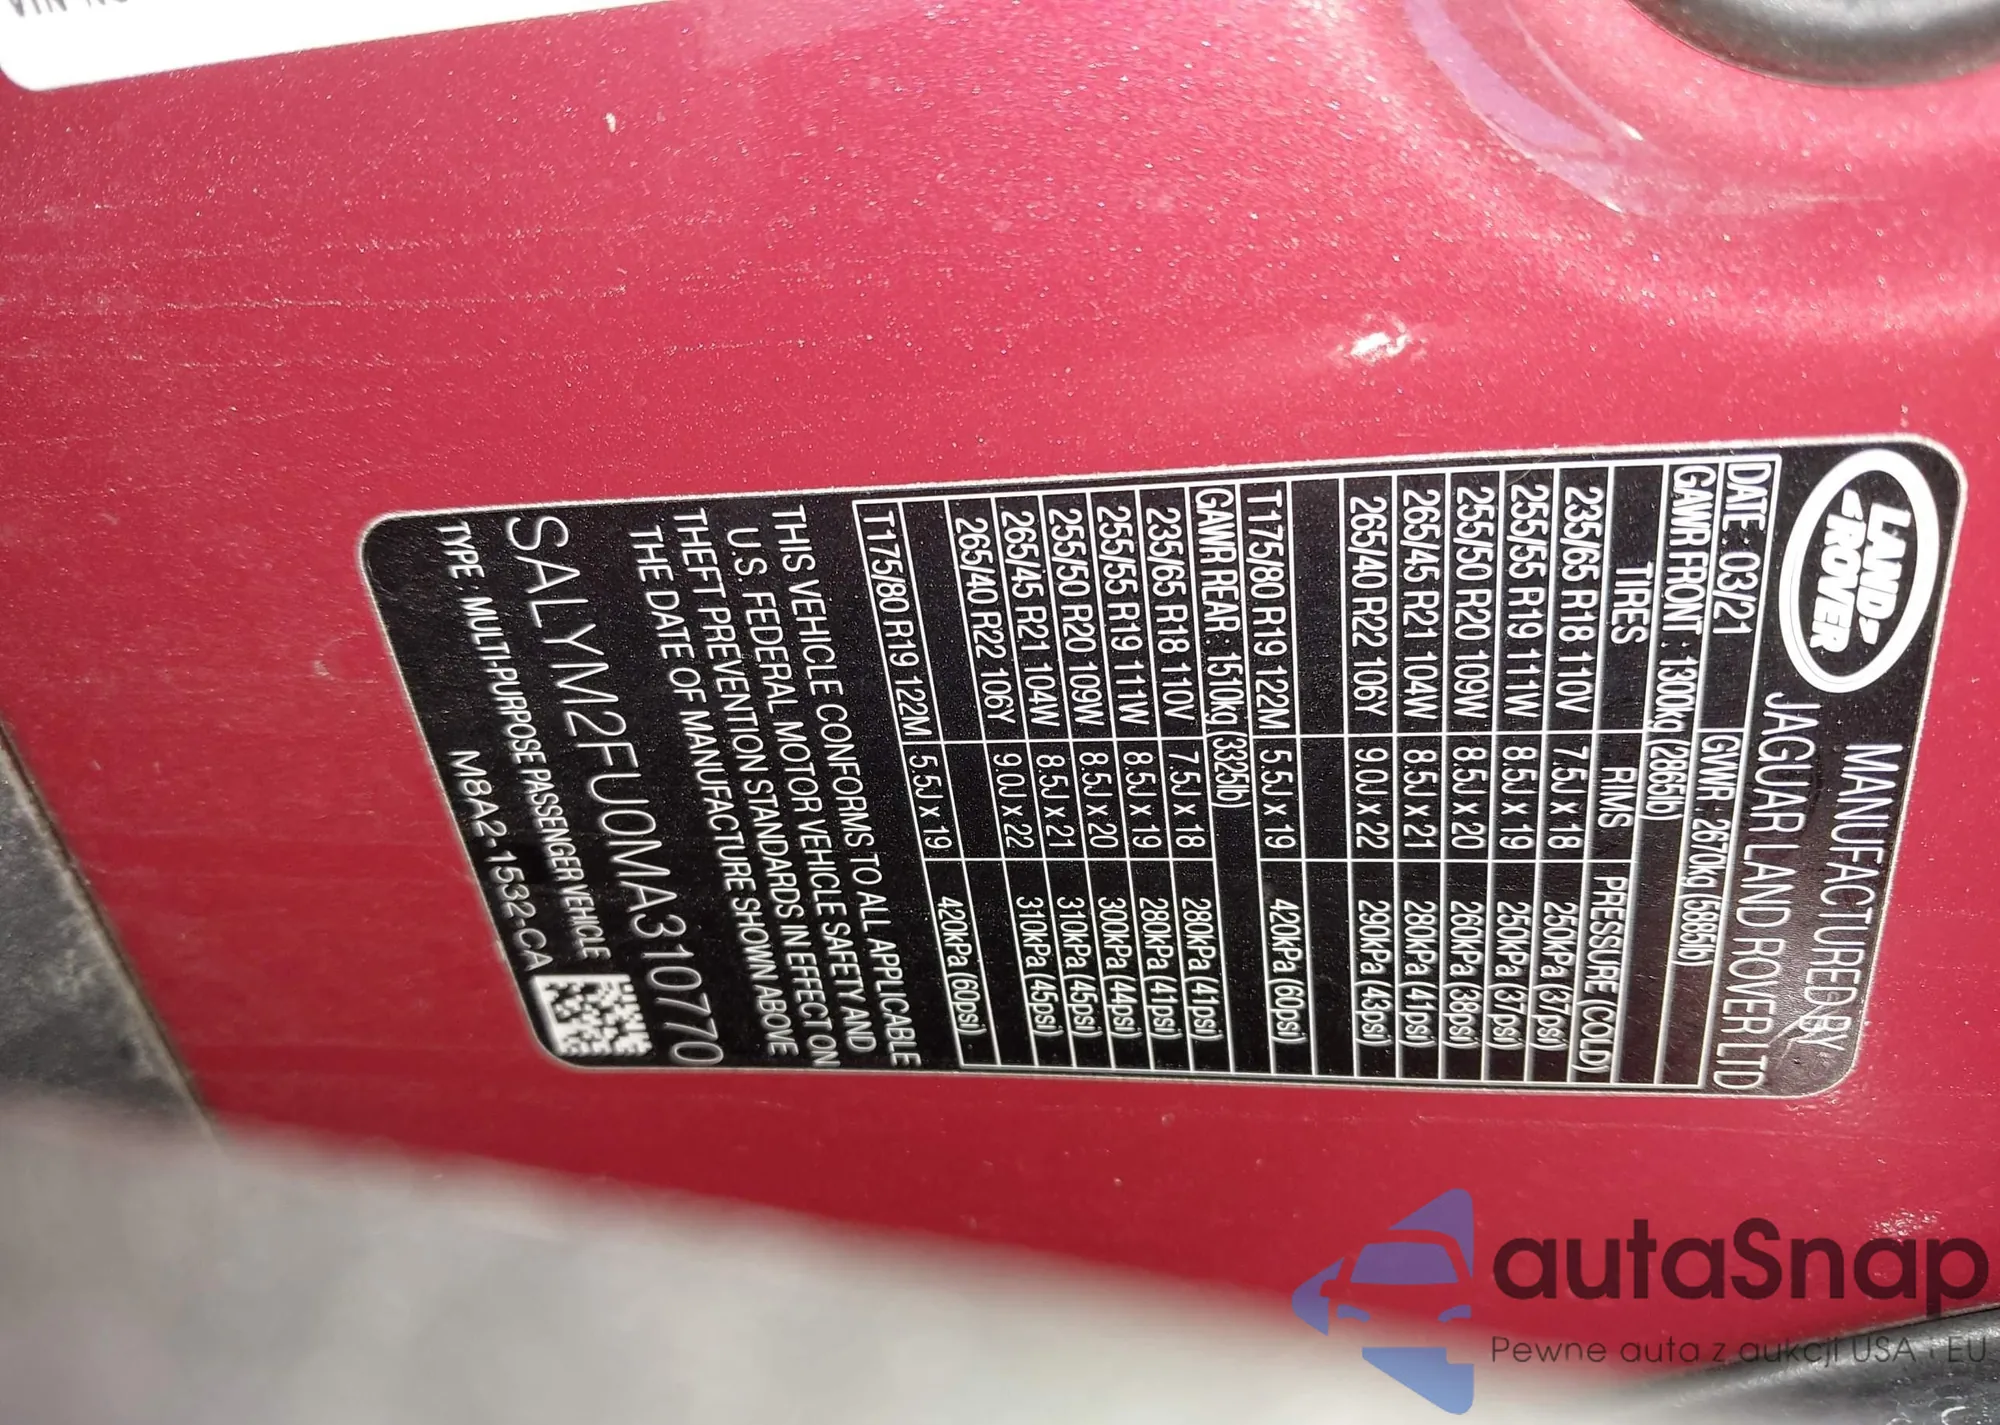 VIN NO
LAND
ROVER
MANUFACTURED BY
JAGUAR LAND ROVER LTD
DATE : 03/21 GVWR 2670kg (5885lb)
GAWR FRONT : 1300kg (2865lb)
TIRES RIMS PRESSURE (COLD)
235/65 R18 110V 7.5J x 18 250kPa (37psi)
255/55 R19 111W 8.5J x 19 250kPa (37psi)
255/50 R20 109W 8.5J x 20 260kPa (38psi)
265/45 R21 104W 8.5J x 21 280kPa (41psi)
265/40 R22 106Y 9.0J x 22 290kPa (43psi)
T175/80 R19 122M 5.5J x 19 420kPa (60psi)
GAWR REAR : 1510kg (3325lb)
235/65 R18 110V 7.5J x 18 280kPa (41psi)
255/55 R19 111W 8.5J x 19 280kPa (41psi)
255/50 R20 109W 8.5J x 20 300kPa (44psi)
265/45 R21 104W 8.5J x 21 310kPa (45psi)
265/40 R22 106Y 9.0J x 22 310kPa (45psi)
T175/80 R19 122M 5.5J x 19 420kPa (60psi)
THIS VEHICLE CONFORMS TO ALL APPLICABLE
U.S. FEDERAL MOTOR VEHICLE SAFETY AND
THEFT PREVENTION STANDARDS IN EFFECT ON
THE DATE OF MANUFACTURE SHOWN ABOVE
SALYM2FU0MA310770
TYPE MULTI-PURPOSE PASSENGER VEHICLE
M8A2-1532-CA
autaSnap
Pewne auta z aukcji USA i EU